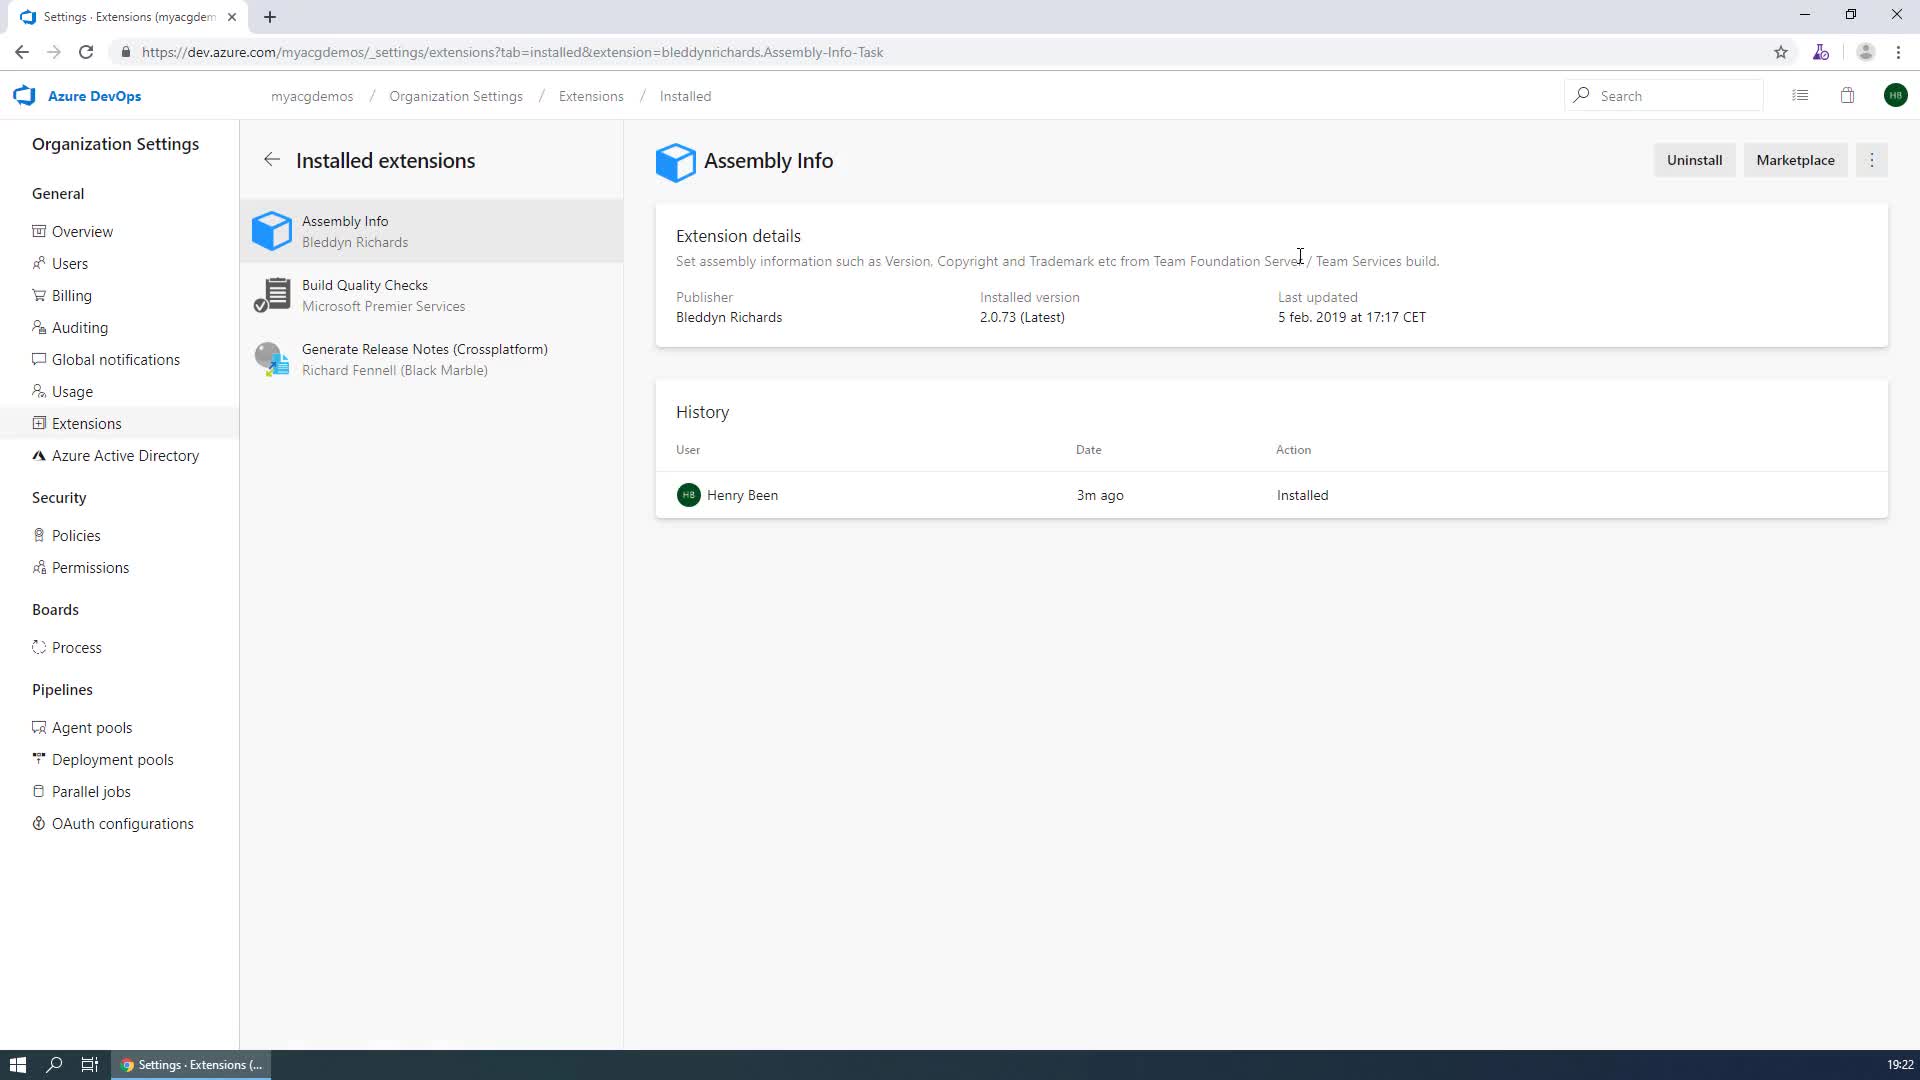 Settings · Extensions (myacgdem
https://dev.azure.com/myacgdemos/_settings/extensions?tab=installed&extension=bleddynrichards.Assembly-Info-Task
Azure DevOps
myacgdemos / Organization Settings / Extensions / Installed
Search
HB
Organization Settings
General
Overview
Users
Billing
Auditing
Global notifications
Usage
Extensions
Azure Active Directory
Security
Policies
Permissions
Boards
Process
Pipelines
Agent pools
Deployment pools
Parallel jobs
OAuth configurations
Installed extensions
Assembly Info
Bleddyn Richards
Build Quality Checks
Microsoft Premier Services
Generate Release Notes (Crossplatform)
Richard Fennell (Black Marble)
Assembly Info
Uninstall
Marketplace
Extension details
Set assembly information such as Version, Copyright and Trademark etc from Team Foundation Server / Team Services build.
Publisher Installed version Last updated
Bleddyn Richards 2.0.73 (Latest) 5 feb. 2019 at 17:17 CET
History
User Date Action
HB Henry Been 3m ago Installed
Settings · Extensions (...
19:22